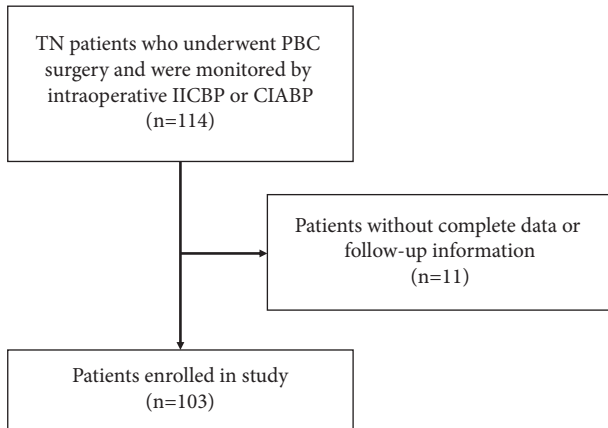 TN patients who underwent PBC
surgery and were monitored by
intraoperative IICBP or CIABP
(n=114)
Patients without complete data or
follow-up information
(n=11)
Patients enrolled in study
(n=103)